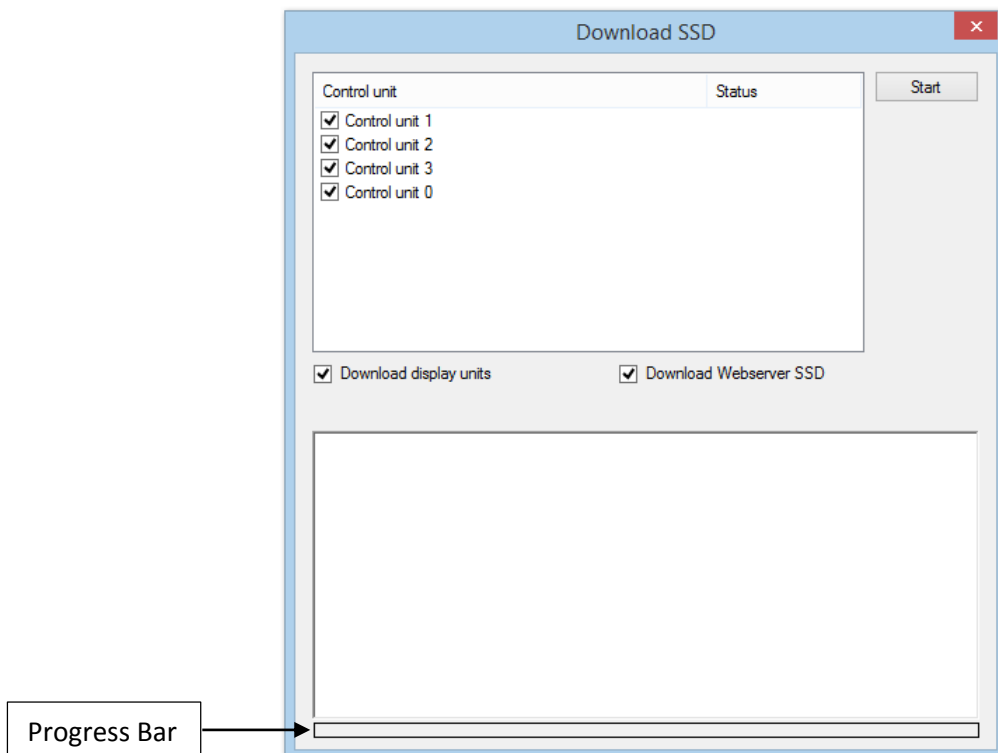 Download SSD
Control unit Status Start
Control unit 1
Control unit 2
Control unit 3
Control unit 0
Download display units Download Webserver SSD
Progress Bar